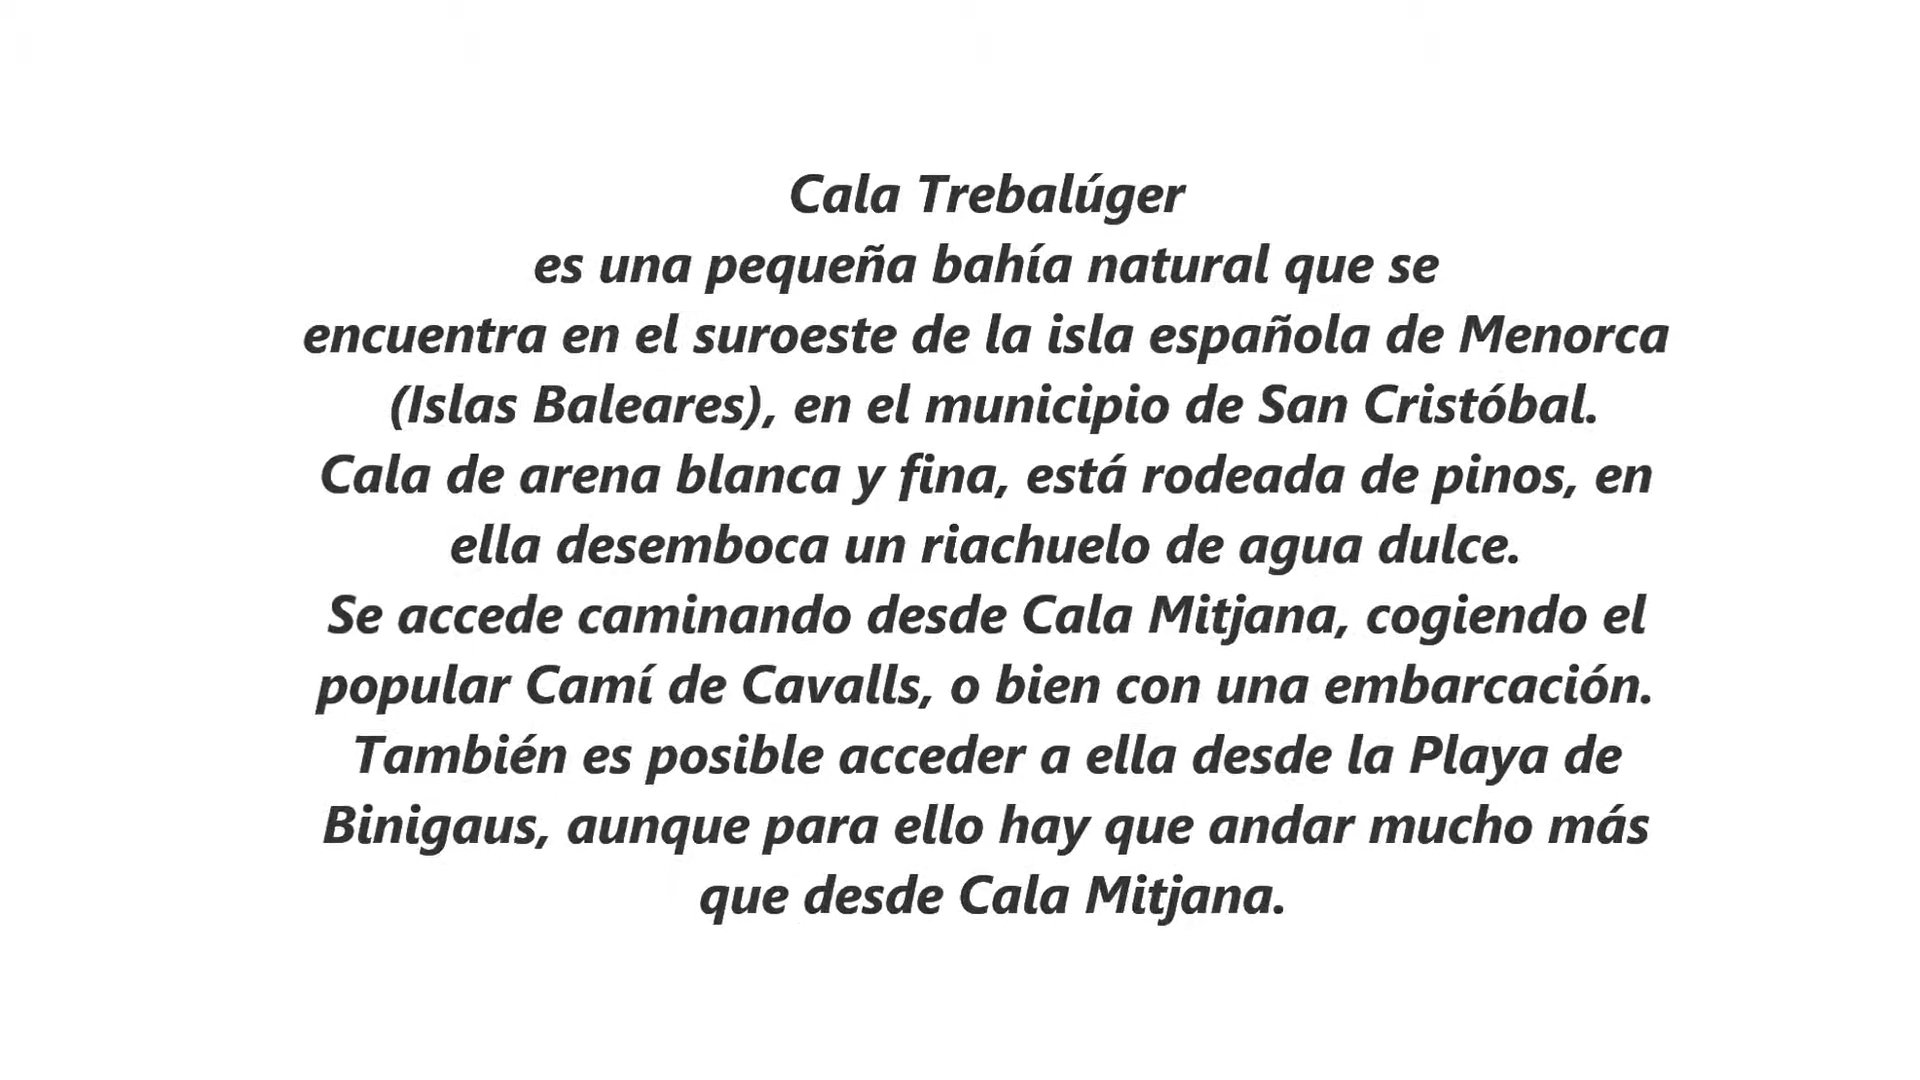 Cala Trebalúger
es una pequeña bahía natural que se
encuentra en el suroeste de la isla española de Menorca
(Islas Baleares), en el municipio de San Cristóbal.
Cala de arena blanca y fina, está rodeada de pinos, en
ella desemboca un riachuelo de agua dulce.
Se accede caminando desde Cala Mitjana, cogiendo el
popular Camí de Cavalls, o bien con una embarcación.
También es posible acceder a ella desde la Playa de
Binigaus, aunque para ello hay que andar mucho más
que desde Cala Mitjana.